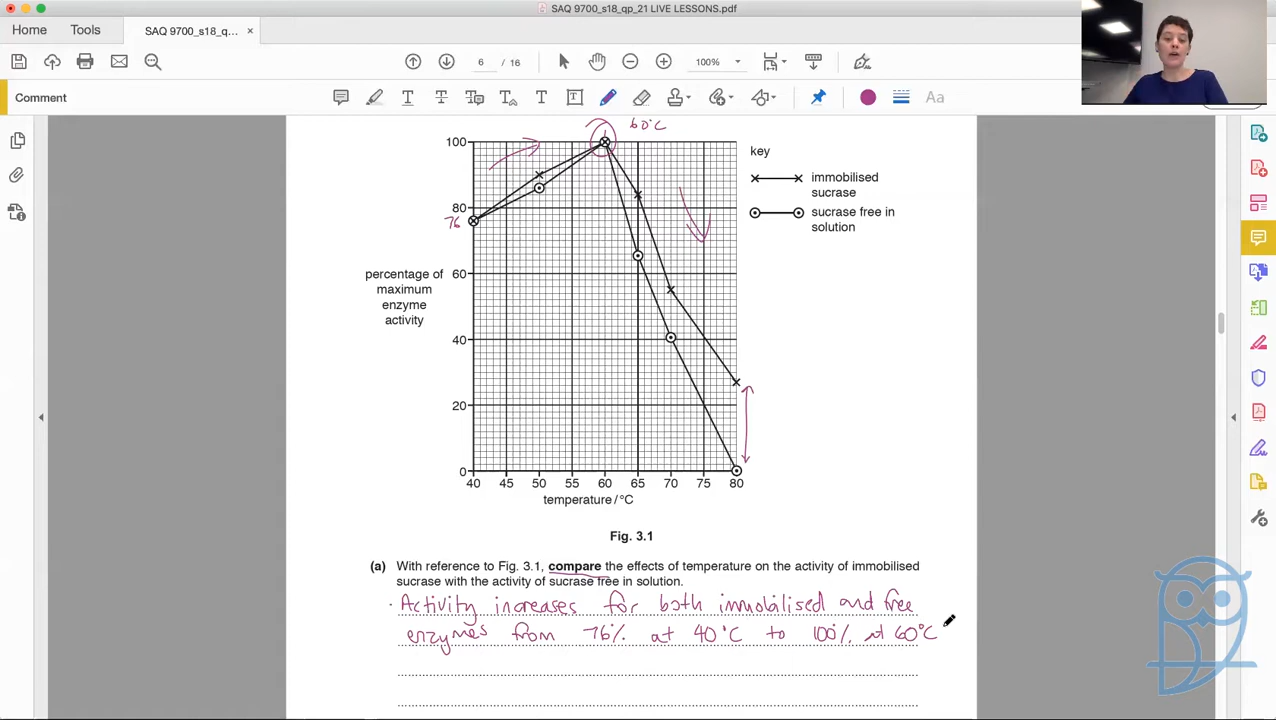 SAQ 9700_s18_qp_21 LIVE LESSONS.pdf
Home Tools SAQ 9700_s18_q... ×
6 / 16 100%
Comment Aa
60°C
100
80
76
60
40
20
0
percentage of
maximum
enzyme
activity
40 45 50 55 60 65 70 75 80
temperature / °C
key
immobilised
sucrase
sucrase free in
solution
Fig. 3.1
(a) With reference to Fig. 3.1, compare the effects of temperature on the activity of immobilised
sucrase with the activity of sucrase free in solution.
· Activity increases for both immobilised and free
enzymes from 76% at 40°C to 100% at 60°C